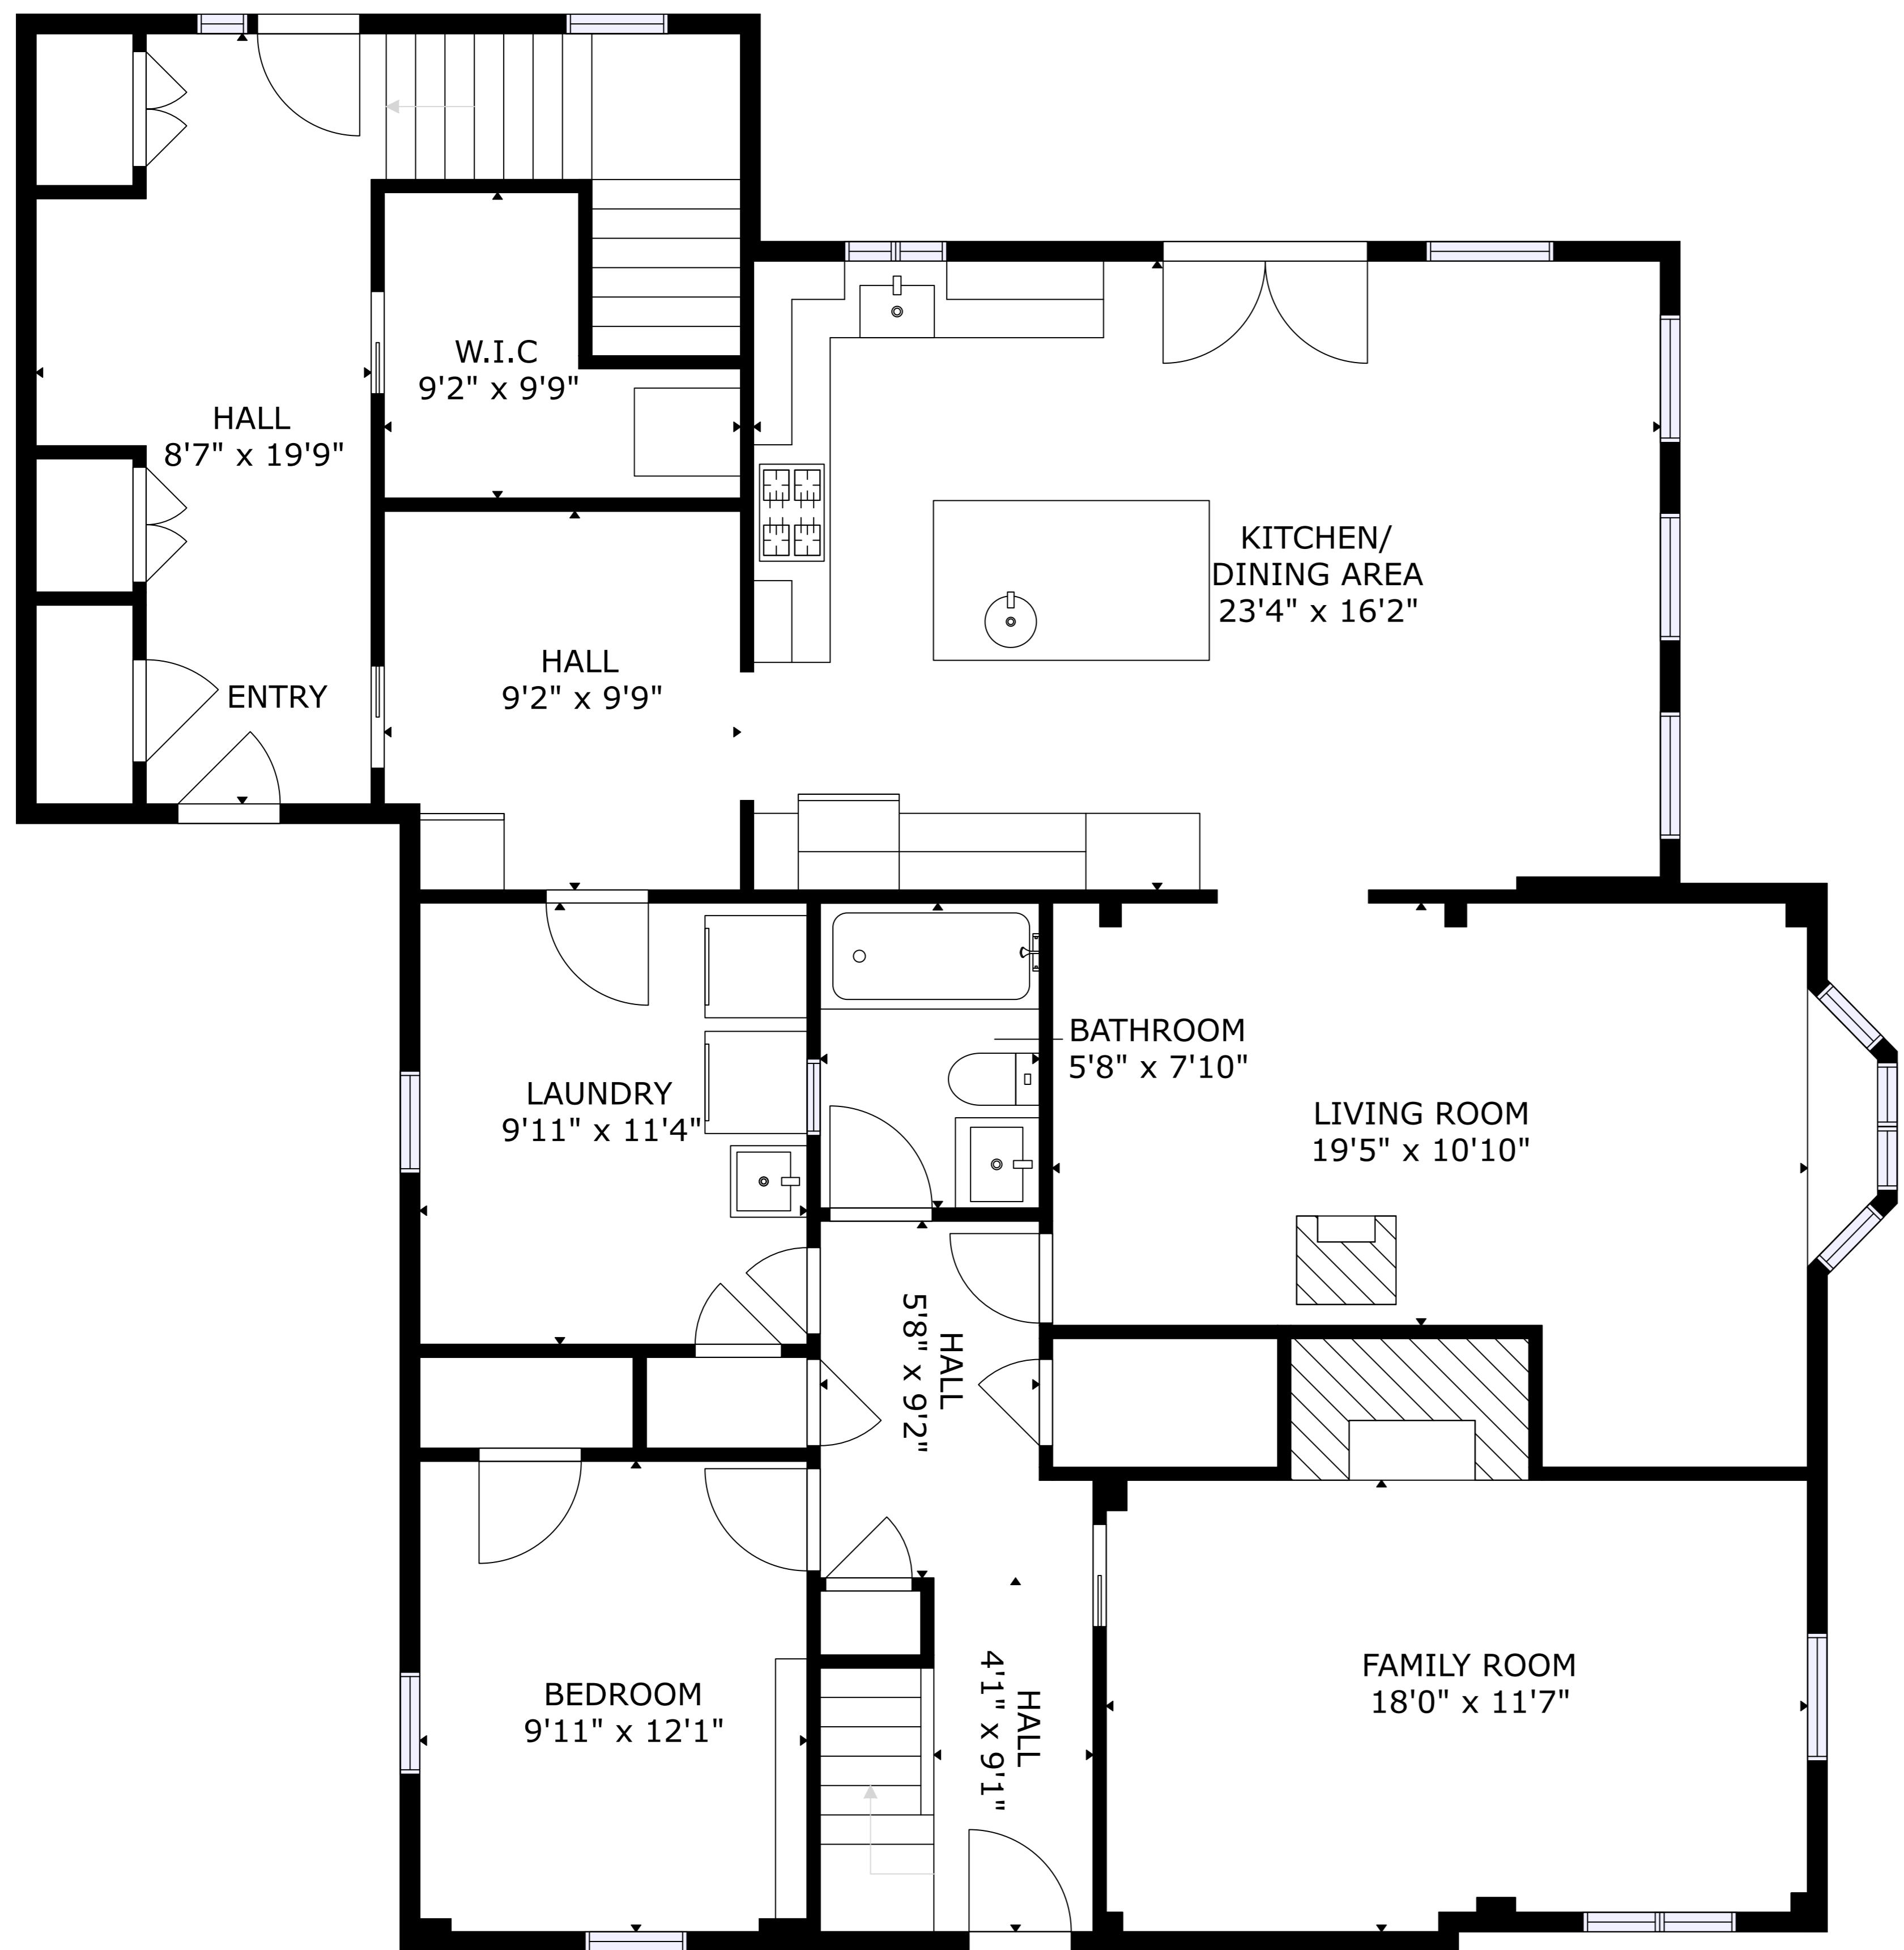 W.I.C
9'2" x 9'9"
HALL
8'7" x 19'9"
KITCHEN/
DINING AREA
23'4" x 16'2"
HALL
9'2" x 9'9"
ENTRY
BATHROOM
5'8" x 7'10"
LAUNDRY
9'11" x 11'4"
LIVING ROOM
19'5" x 10'10"
HALL
5'8" x 9'2"
FAMILY ROOM
18'0" x 11'7"
BEDROOM
9'11" x 12'1"
HALL
4'1" x 9'1"